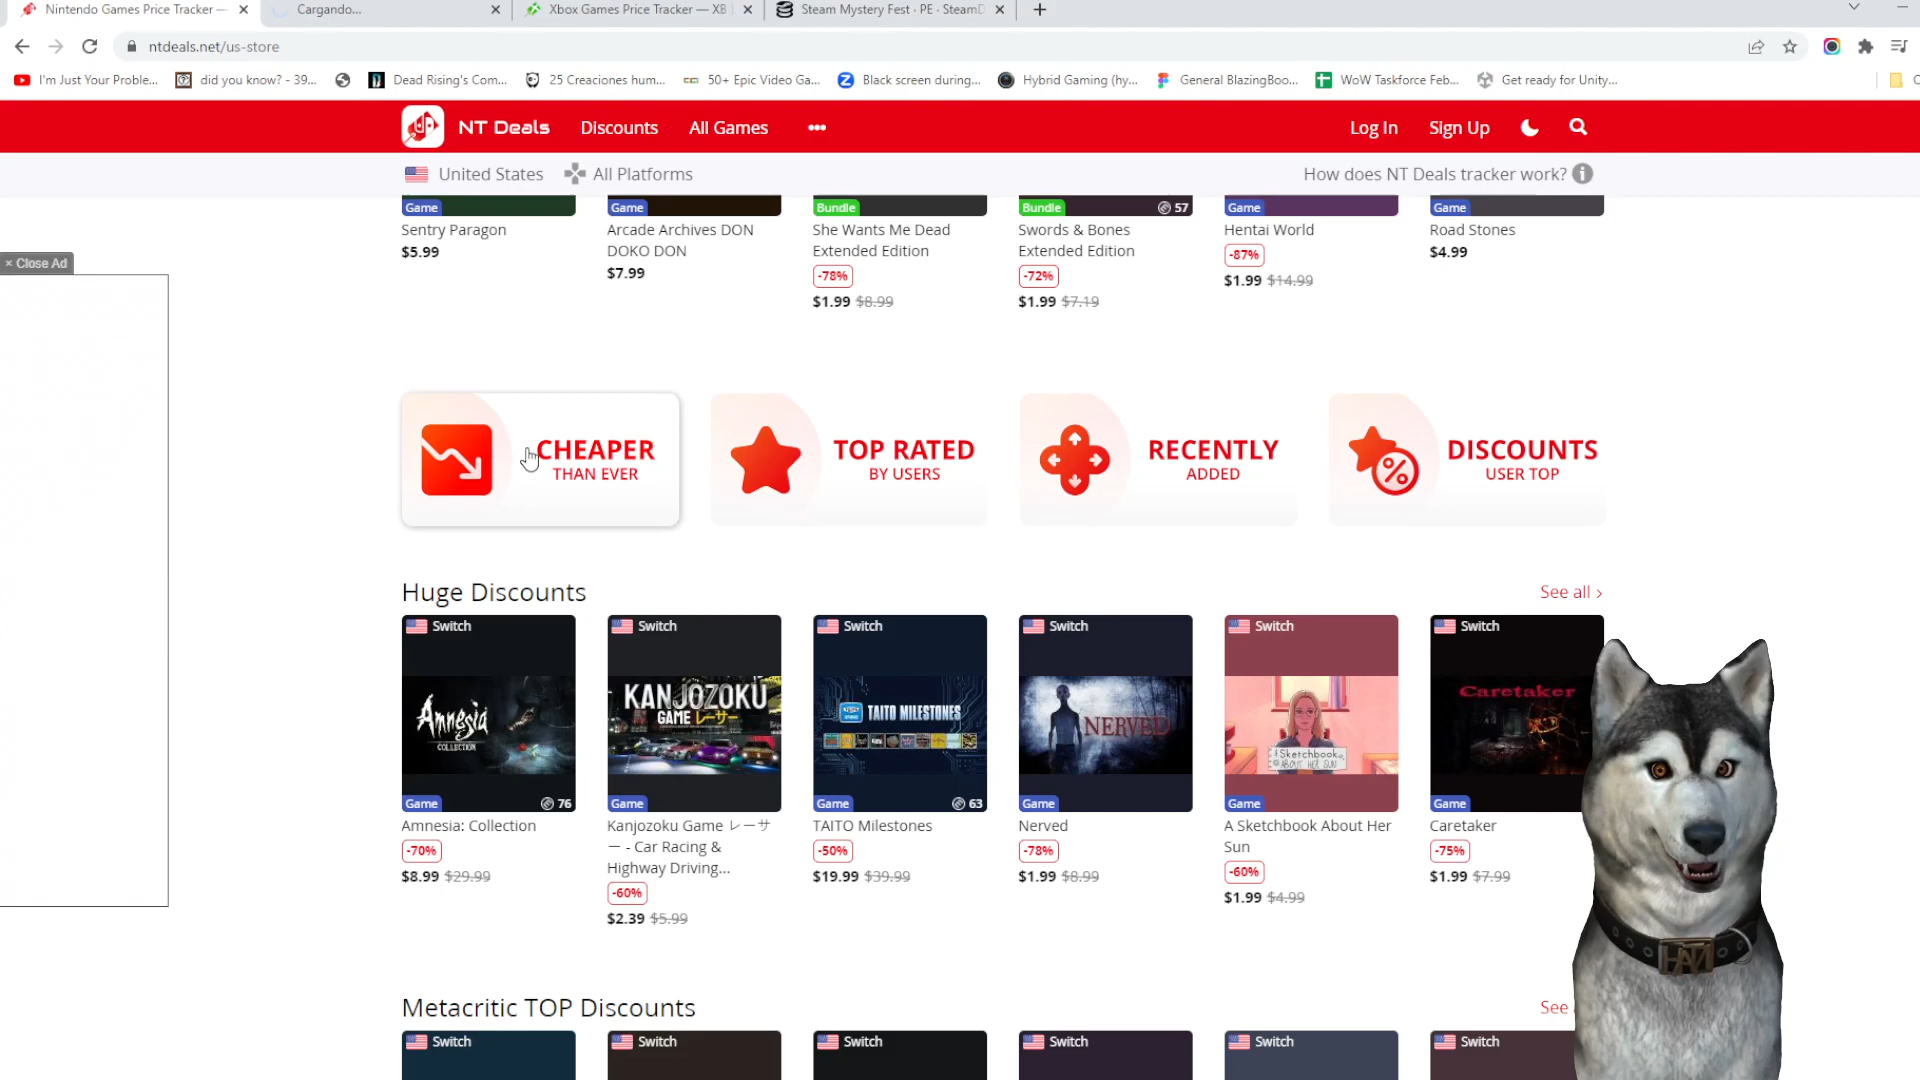 Nintendo Games Price Tracker —
Cargando...
Xbox Games Price Tracker — XB
Steam Mystery Fest · PE · SteamD
ntdeals.net/us-store
I'm Just Your Proble...
did you know? - 39...
Dead Rising's Com...
25 Creaciones hum...
50+ Epic Video Ga...
Black screen during...
Hybrid Gaming (hy...
General BlazingBoo...
WoW Taskforce Feb...
Get ready for Unity...
NT Deals
Discounts
All Games
Log In
Sign Up
United States
All Platforms
How does NT Deals tracker work?
× Close Ad
Game
Sentry Paragon
$5.99
Game
Arcade Archives DON
DOKO DON
$7.99
Bundle
She Wants Me Dead
Extended Edition
-78%
$1.99 $8.99
Bundle
57
Swords & Bones
Extended Edition
-72%
$1.99 $7.19
Game
Hentai World
-87%
$1.99 $14.99
Game
Road Stones
$4.99
CHEAPER
THAN EVER
TOP RATED
BY USERS
RECENTLY
ADDED
DISCOUNTS
USER TOP
Huge Discounts
See all ›
Switch
Amnesia
COLLECTION
Game
76
Amnesia: Collection
-70%
$8.99 $29.99
Switch
KANJOZOKU
GAME レーサー
Game
Kanjozoku Game レーサ
ー - Car Racing &
Highway Driving...
-60%
$2.39 $5.99
Switch
TAITO MILESTONES
Game
63
TAITO Milestones
-50%
$19.99 $39.99
Switch
NERVED
Game
Nerved
-78%
$1.99 $8.99
Switch
Sketchbook
ABOUT HER SUN
Game
A Sketchbook About Her
Sun
-60%
$1.99 $4.99
Switch
Caretaker
Game
Caretaker
-75%
$1.99 $7.99
Metacritic TOP Discounts
See
Switch
Switch
Switch
Switch
Switch
Switch